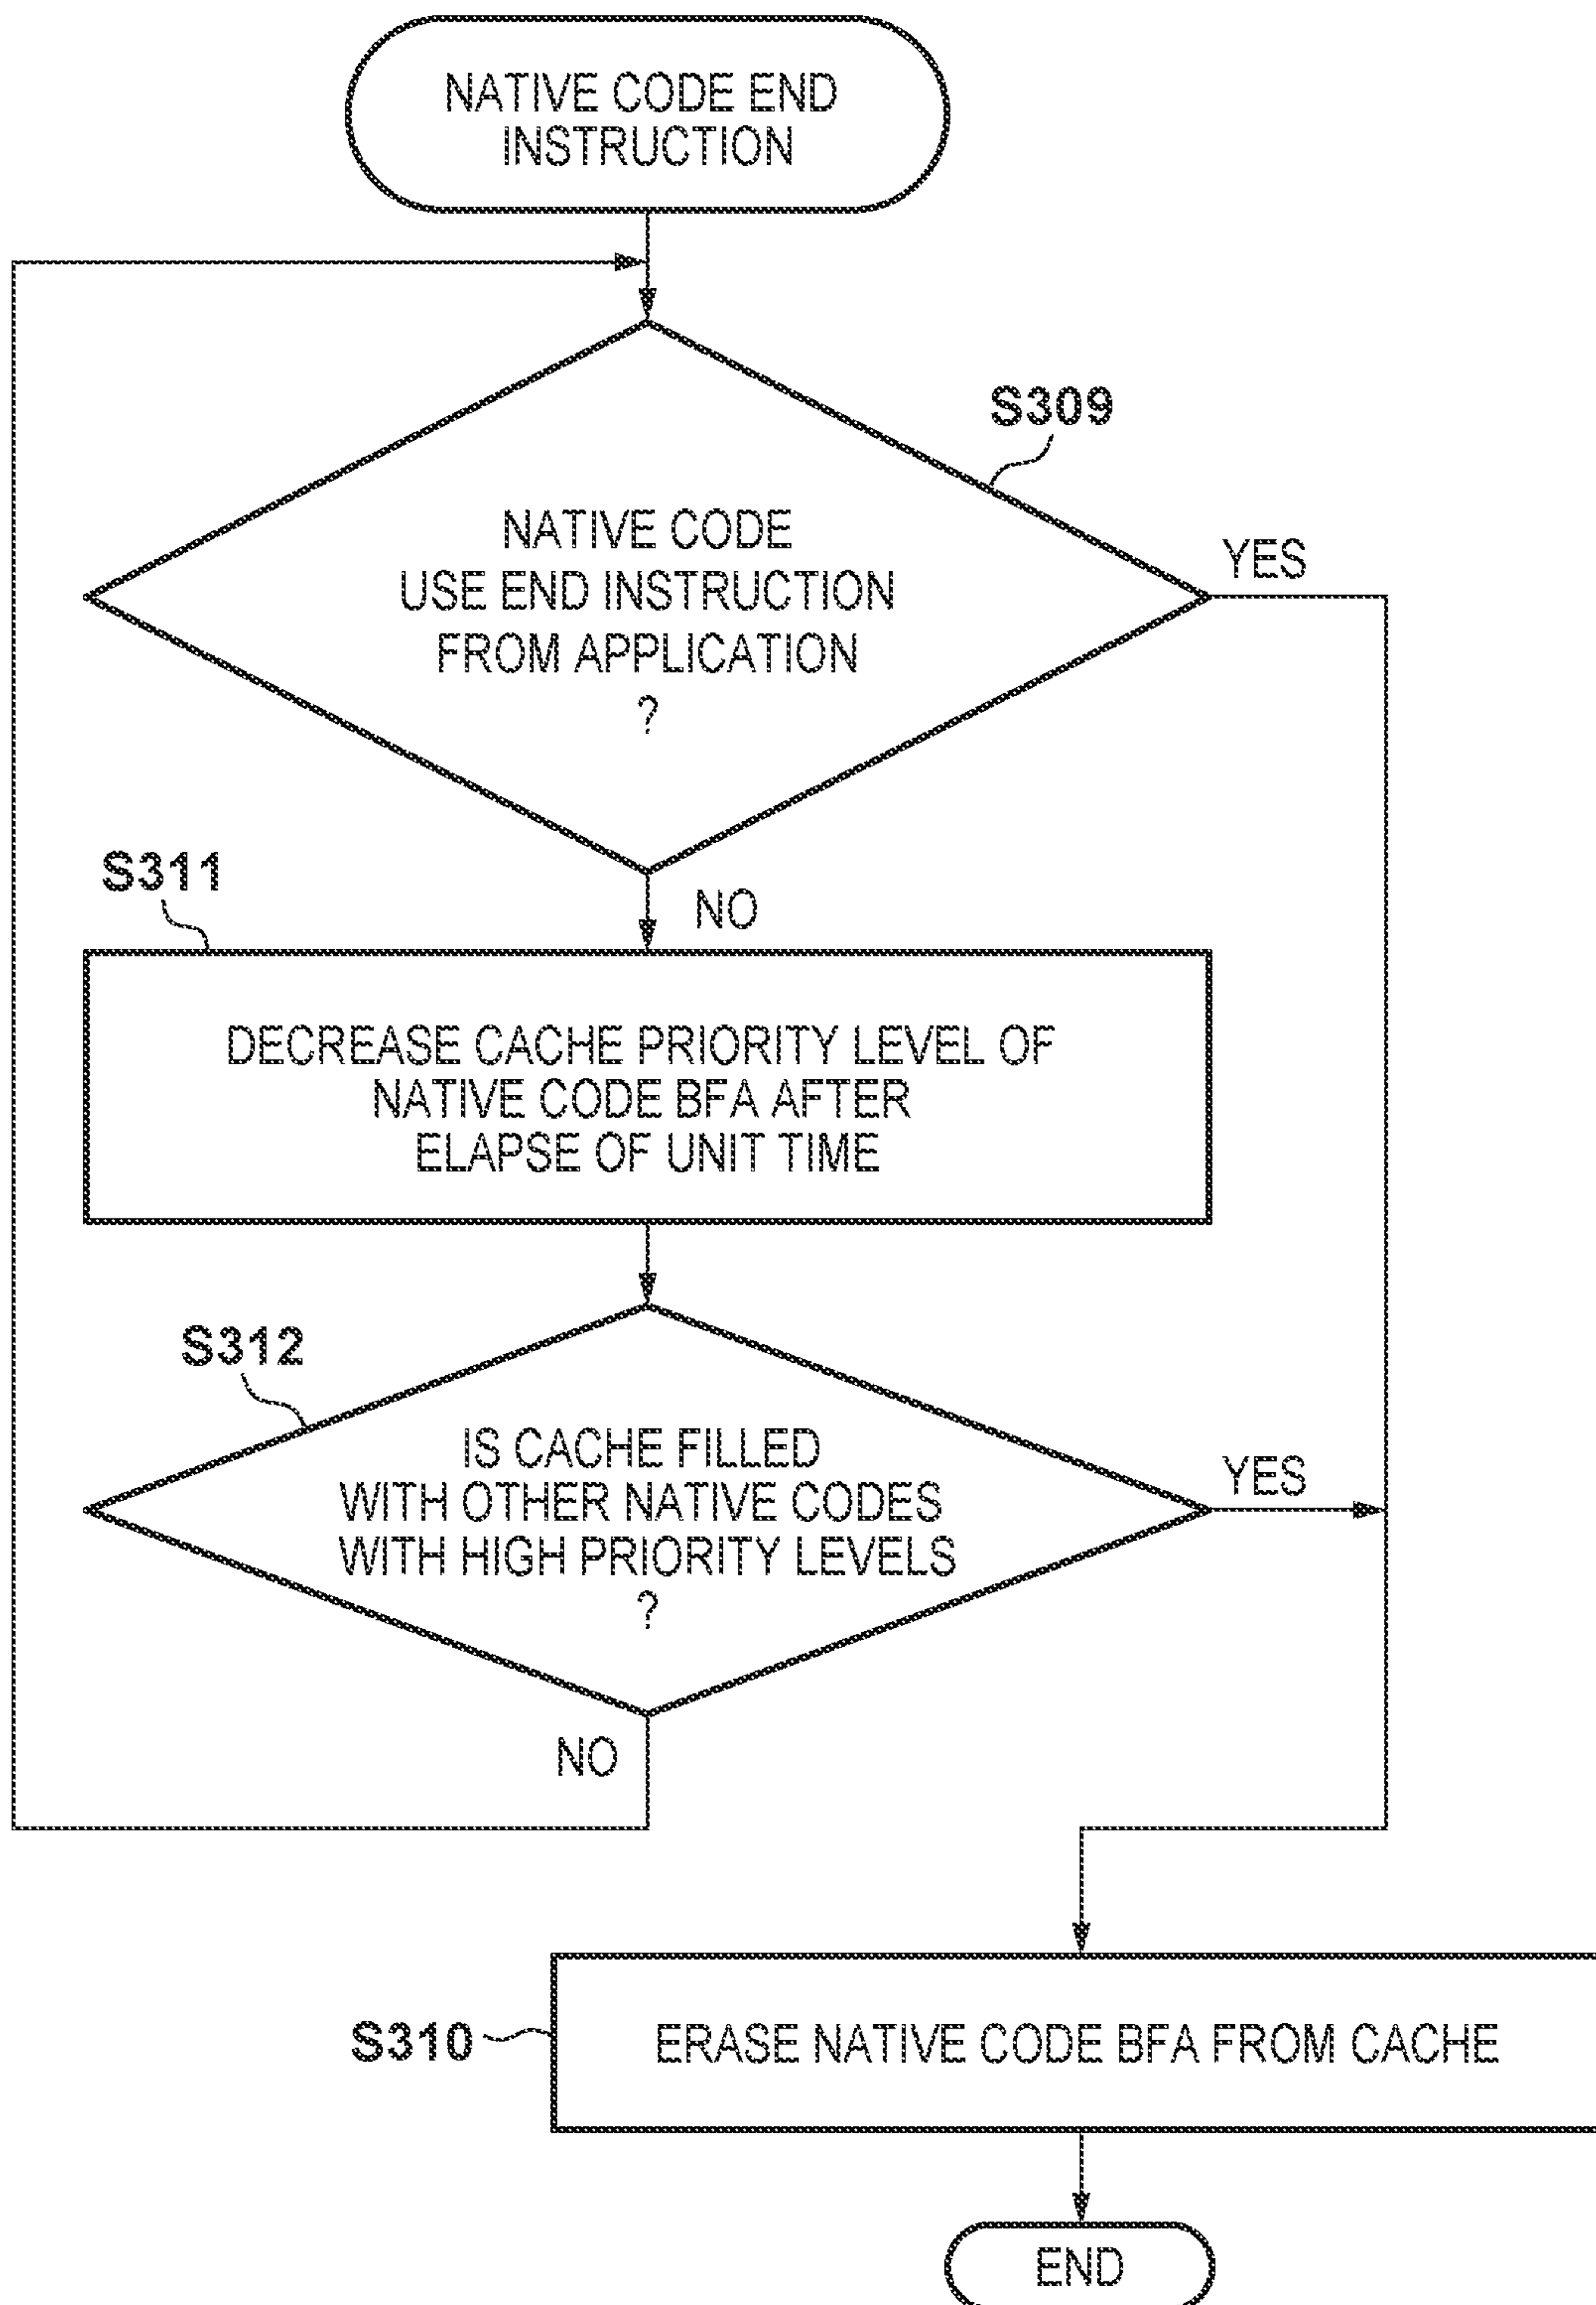 NATIVE CODE END
INSTRUCTION
S309
NATIVE CODE
USE END INSTRUCTION
FROM APPLICATION
?
YES
S311
NO
DECREASE CACHE PRIORITY LEVEL OF
NATIVE CODE BFA AFTER
ELAPSE OF UNIT TIME
S312
IS CACHE FILLED
WITH OTHER NATIVE CODES
WITH HIGH PRIORITY LEVELS
?
YES
NO
S310
ERASE NATIVE CODE BFA FROM CACHE
END